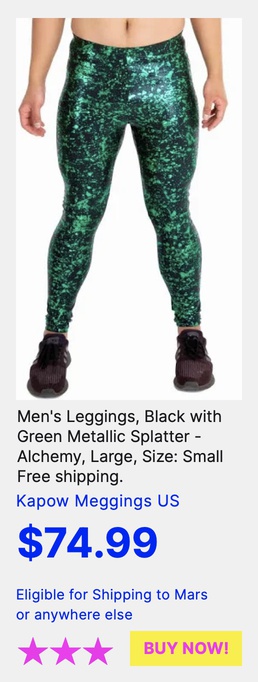 Men's Leggings, Black with
Green Metallic Splatter -
Alchemy, Large, Size: Small
Free shipping.
Kapow Meggings US
$74.99
Eligible for Shipping to Mars
or anywhere else
BUY NOW!